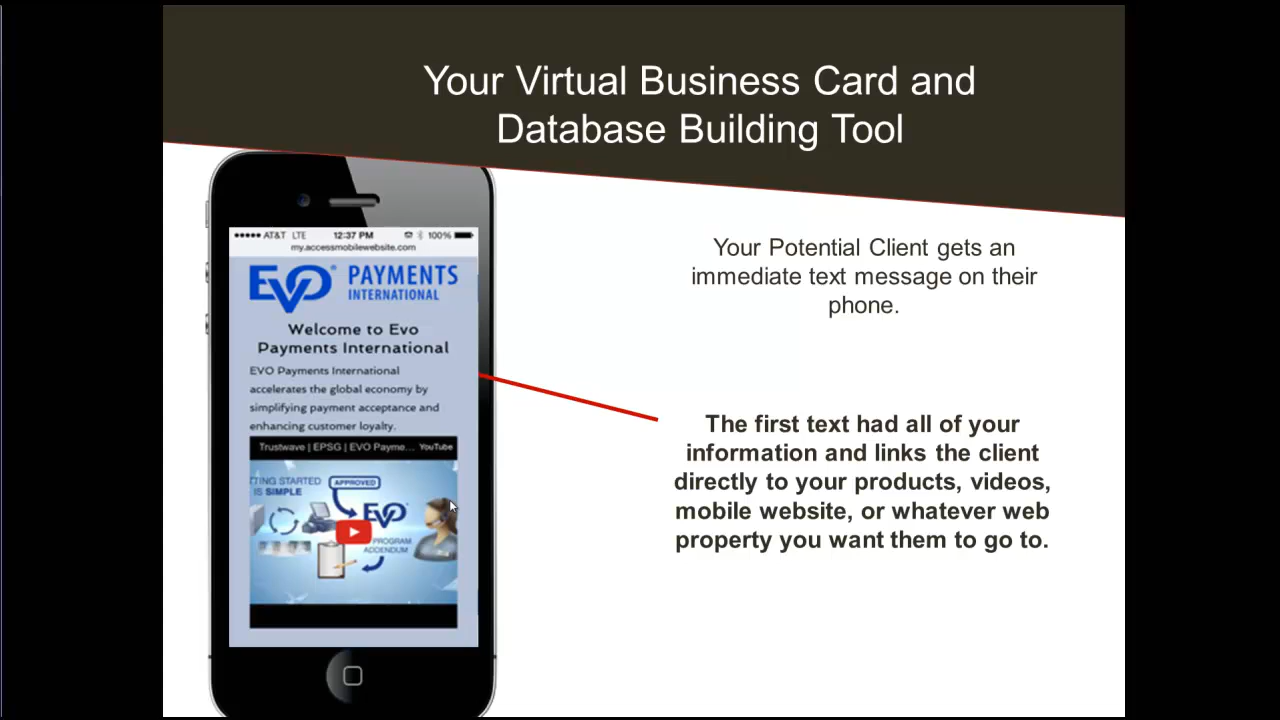 Your Virtual Business Card and
Database Building Tool
●●●●● AT&T LTE 12:37 PM 100%
my.accessmobilewebsite.com
EVO® PAYMENTS
INTERNATIONAL
Welcome to Evo
Payments International
EVO Payments International
accelerates the global economy by
simplifying payment acceptance and
enhancing customer loyalty.
Trustwave | EPSG | EVO Payme... YouTube
TTING STARTED
IS SIMPLE
APPROVED
EVO
PROGRAM
ADDENDUM
Your Potential Client gets an
immediate text message on their
phone.
The first text had all of your
information and links the client
directly to your products, videos,
mobile website, or whatever web
property you want them to go to.